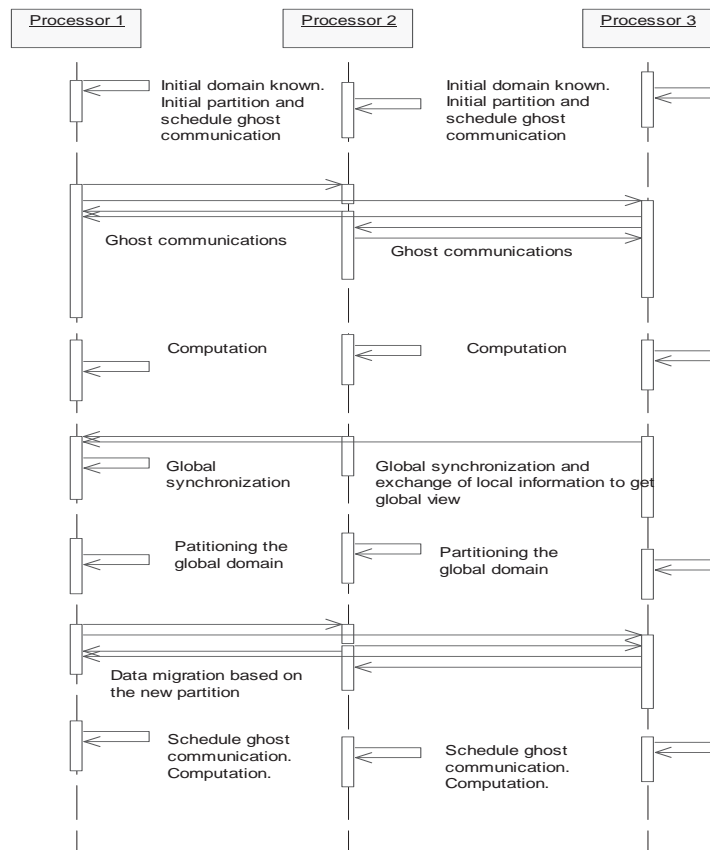 Processor 1
Processor 2
Processor 3
Initial domain known.
Initial partition and
schedule ghost
communication
Initial domain known.
Initial partition and
schedule ghost
communication
Ghost communications
Ghost communications
Computation
Computation
Global
synchronization
Global synchronization and
exchange of local information to get
global view
Patitioning the
global domain
Partitioning the
global domain
Data migration based on
the new partition
Schedule ghost
communication.
Computation.
Schedule ghost
communication.
Computation.